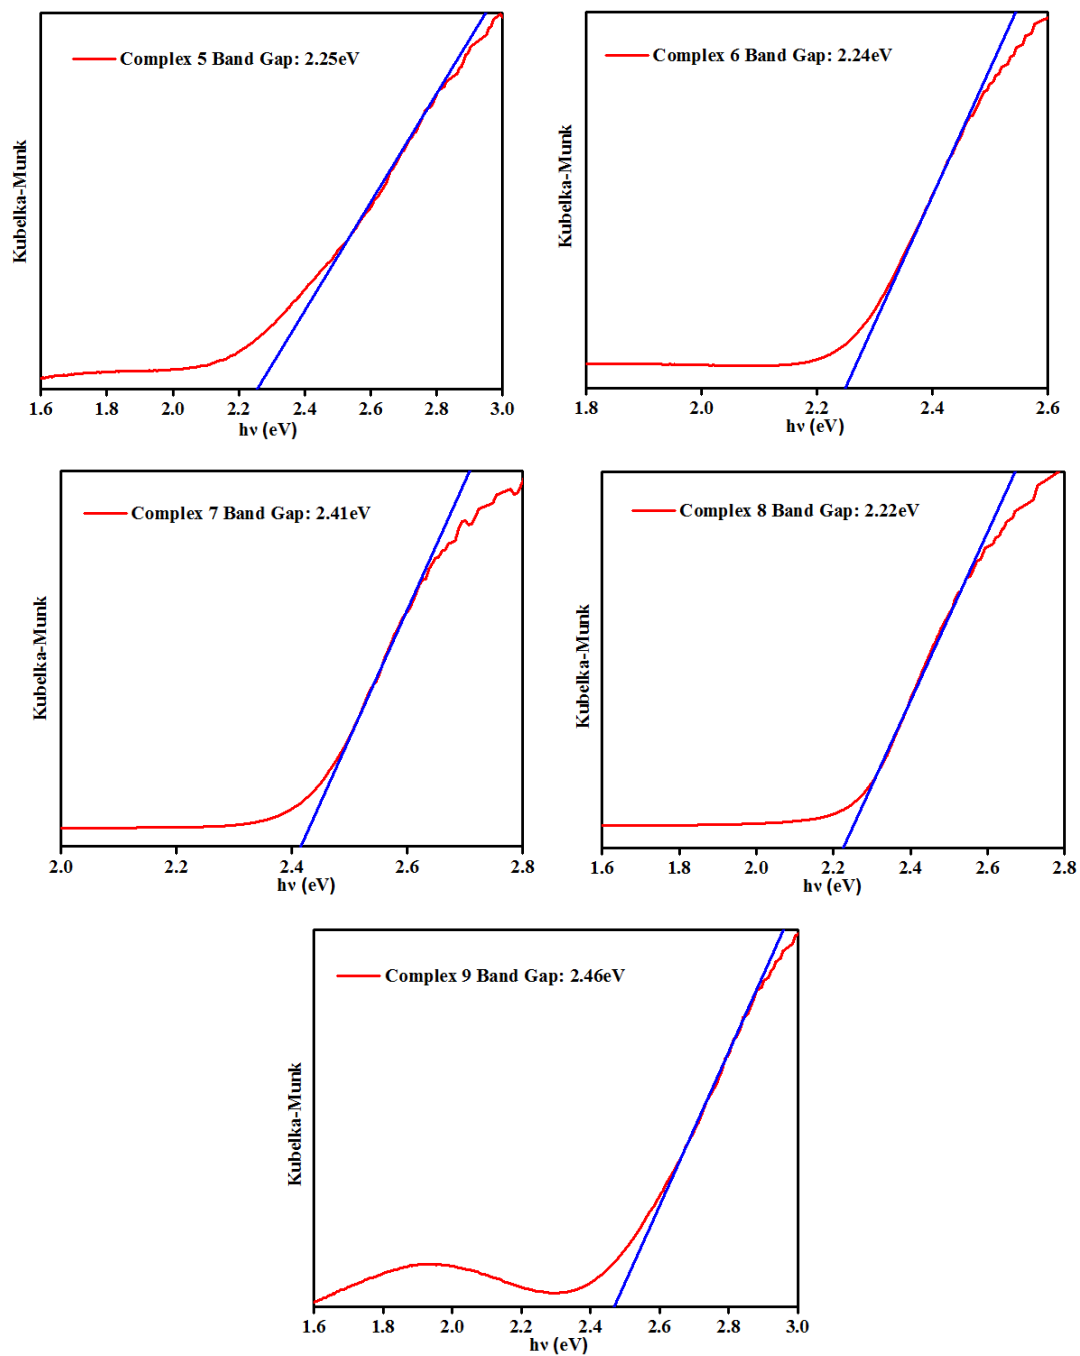 Complex 5 Band Gap: 2.25eV
Kubelka-Munk
1.6 1.8 2.0 2.2 2.4 2.6 2.8 3.0
hν (eV)
Complex 6 Band Gap: 2.24eV
Kubelka-Munk
1.8 2.0 2.2 2.4 2.6
hν (eV)
Complex 7 Band Gap: 2.41eV
Kubelka-Munk
2.0 2.2 2.4 2.6 2.8
hν (eV)
Complex 8 Band Gap: 2.22eV
Kubelka-Munk
1.6 1.8 2.0 2.2 2.4 2.6 2.8
hν (eV)
Complex 9 Band Gap: 2.46eV
Kubelka-Munk
1.6 1.8 2.0 2.2 2.4 2.6 2.8 3.0
hν (eV)